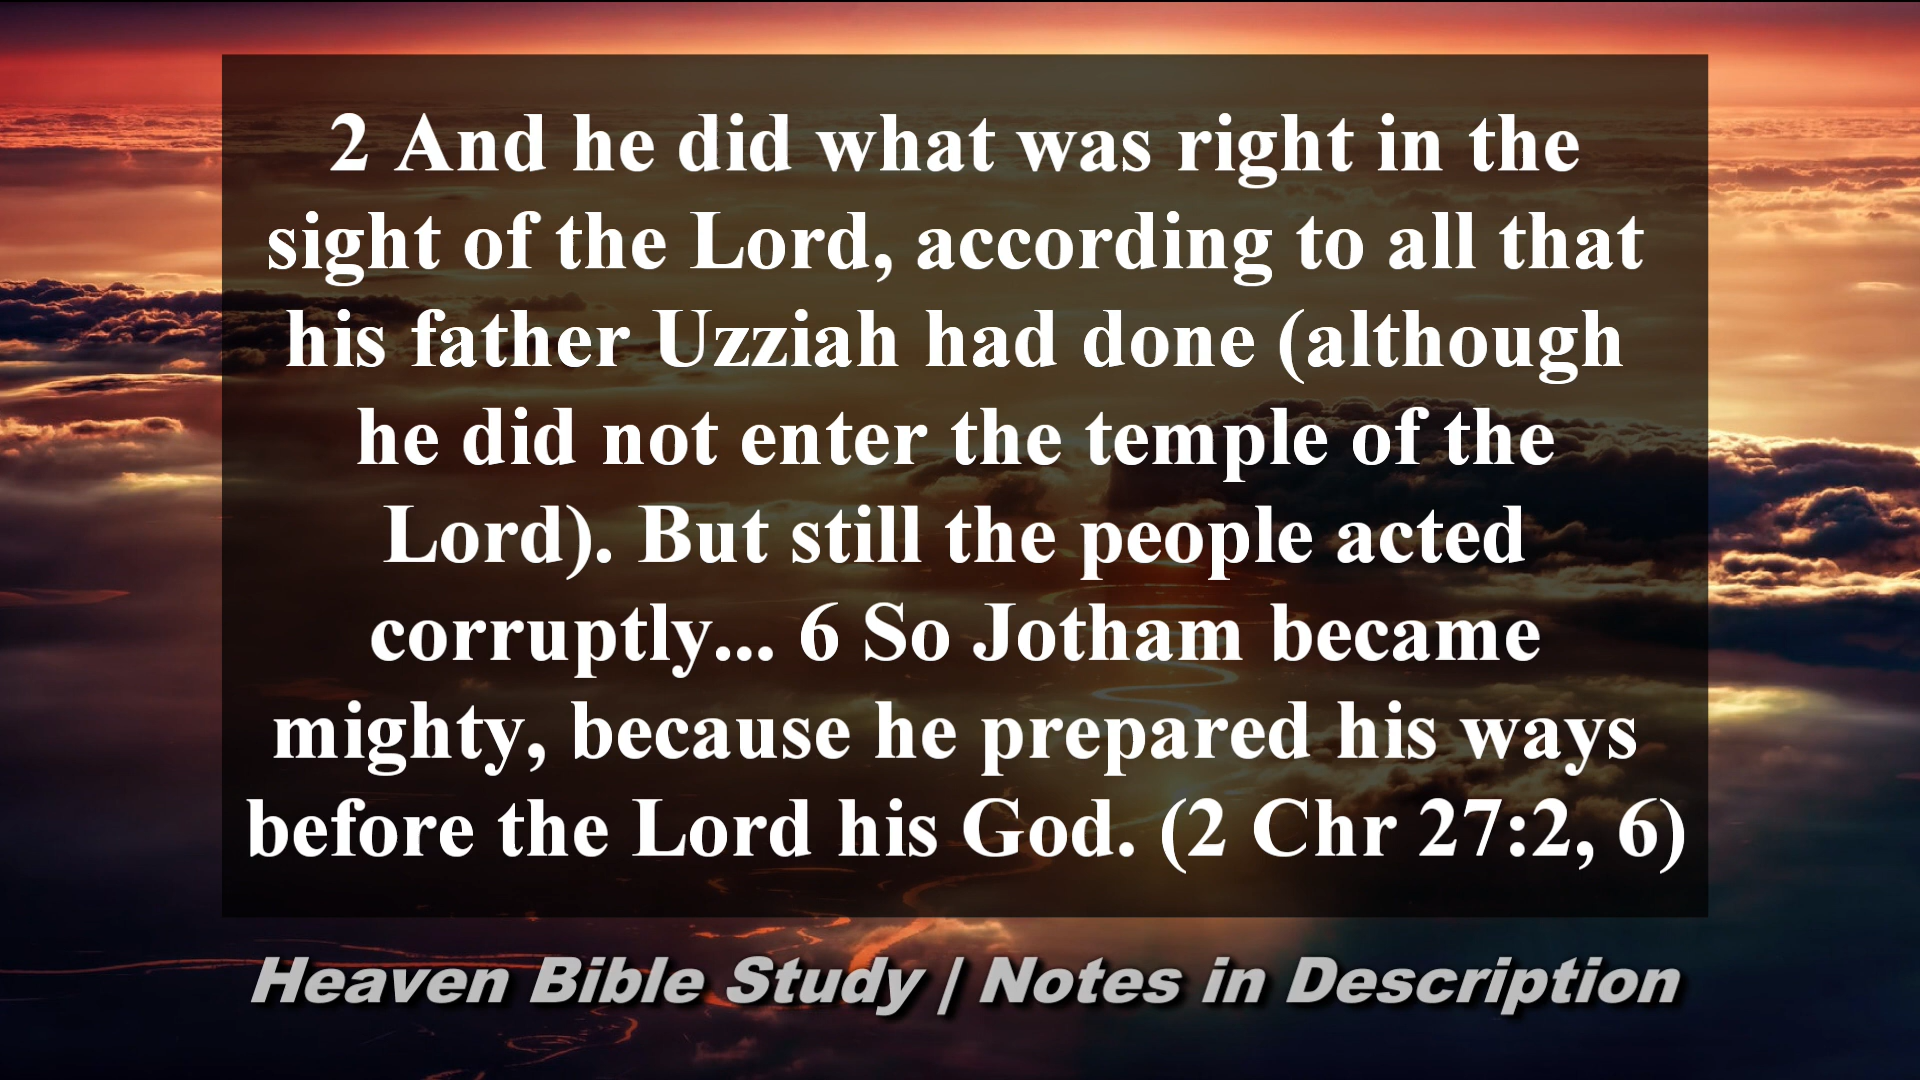 2 And he did what was right in the
sight of the Lord, according to all that
his father Uzziah had done (although
he did not enter the temple of the
Lord). But still the people acted
corruptly... 6 So Jotham became
mighty, because he prepared his ways
before the Lord his God. (2 Chr 27:2, 6)
Heaven Bible Study | Notes in Description